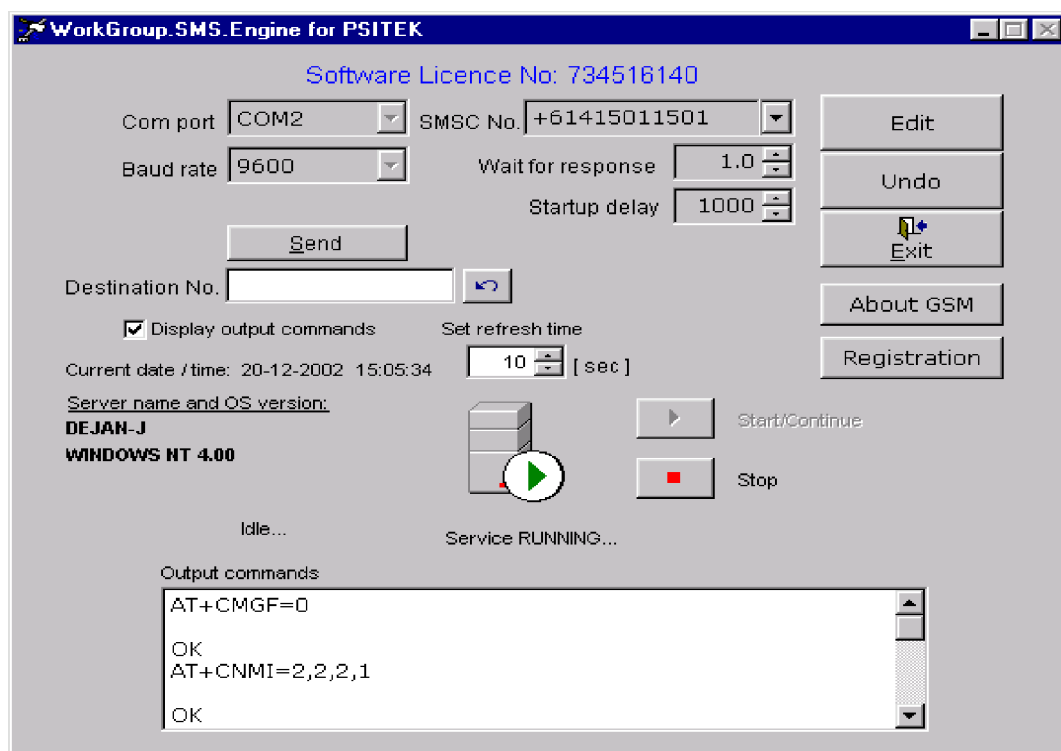 WorkGroup.SMS.Engine for PSITEK
Software Licence No: 734516140
Com port COM2 SMSC No. +61415011501
Edit
Baud rate 9600 Wait for response 1.0
Undo
Startup delay 1000
Send
Exit
Destination No.
About GSM
Display output commands Set refresh time
Registration
Current date / time: 20-12-2002 15:05:34 10 [ sec ]
Server name and OS version:
DEJAN-J
WINDOWS NT 4.00
Start/Continue
Stop
Idle...
Service RUNNING...
Output commands
AT+CMGF=0
OK
AT+CNMI=2,2,2,1
OK